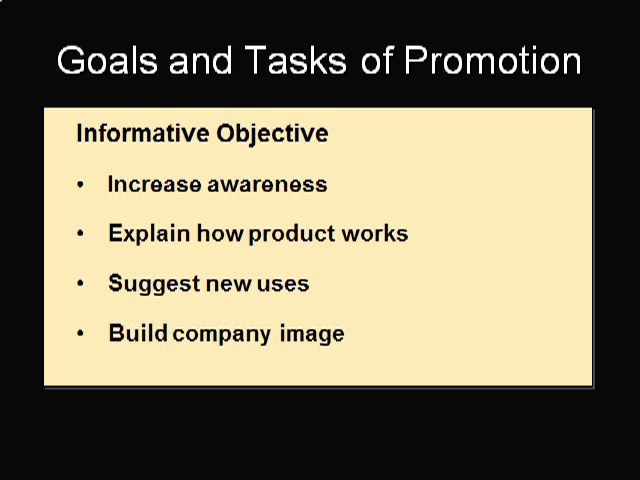 Goals and Tasks of Promotion
Informative Objective
• Increase awareness
• Explain how product works
• Suggest new uses
• Build company image